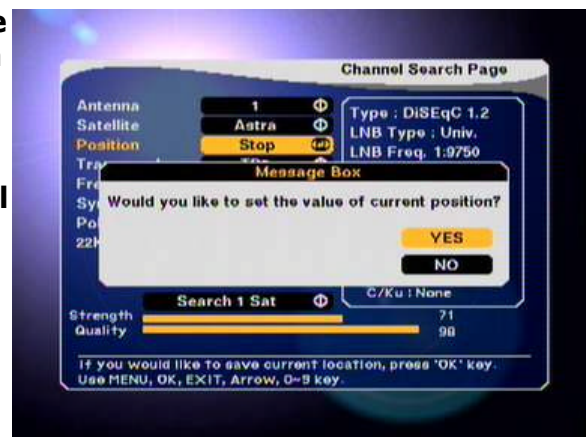 e
l
Channel Search Page
Antenna 1
Satellite Astra
Position Stop
Type : DiSEqC 1.2
LNB Type : Univ.
LNB Freq. 1:9750
Message Box
Would you like to set the value of current position?
YES
NO
C/Ku : None
Search 1 Sat
Strength 71
Quality 98
If you would like to save current location, press 'OK' key.
Use MENU, OK, EXIT, Arrow, 0~9 key.